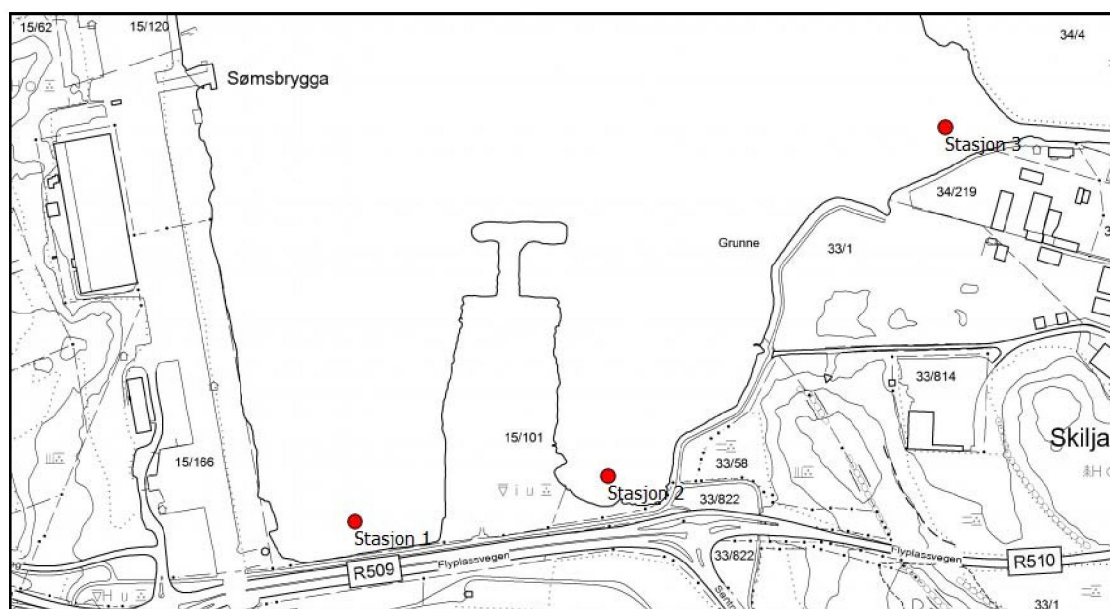 15/62
15/120
34/4
Sømsbrygga
Stasjon 3
34/219
Grunne
33/1
33/814
Skilja
15/101
33/58
15/166
Stasjon 2
33/822
Stasjon 1
Flyplassvegen
R509
Flyplassvegen
R510
33/822
33/1